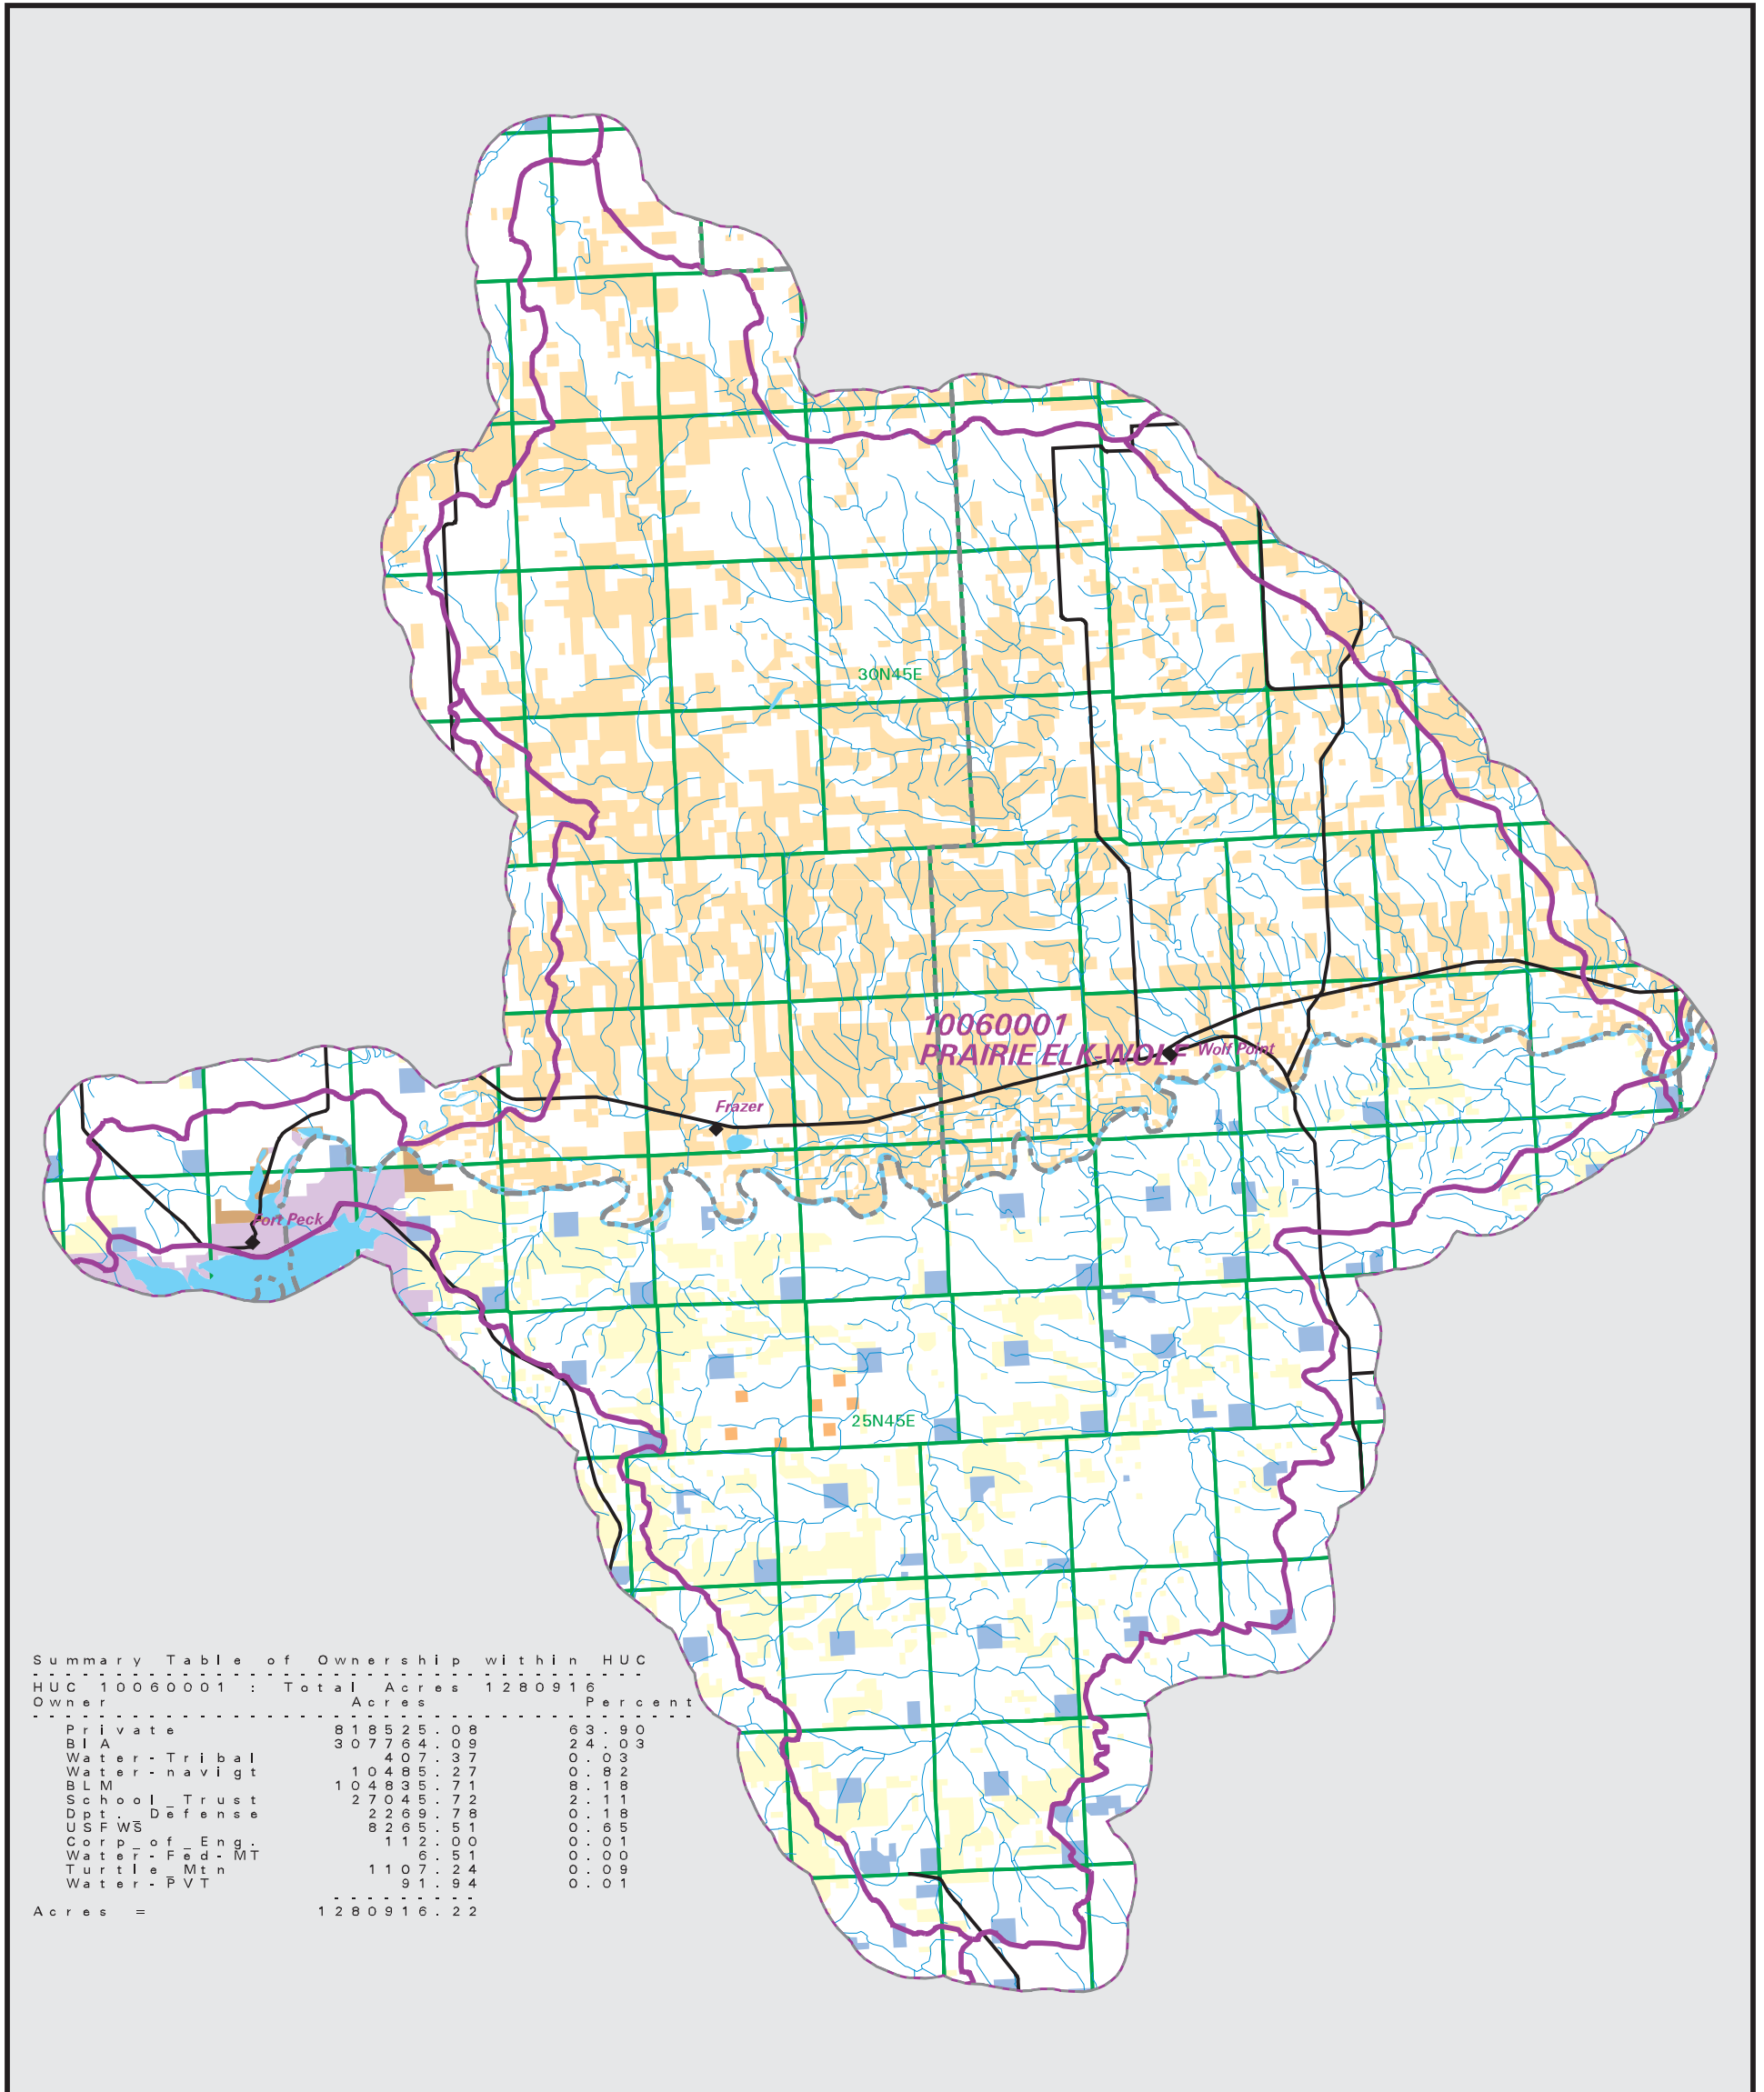 30N45E
10060001
PRAIRIE ELK-WOLF
Wolf Point
Frazer
Fort Peck
25N45E
Summary Table of Ownership within HUC
HUC 10060001 : Total Acres 1280916
Owner Acres Percent
Private 818525.08 63.90
BIA 307764.09 24.03
Water-Tribal 407.37 0.03
Water-navigt 10485.27 0.82
BLM 104835.71 8.18
School_Trust 27045.72 2.11
Dpt._Defense 2269.78 0.18
USFWS 8265.51 0.65
Corp_of_Eng. 112.00 0.01
Water-Fed-MT 6.51 0.00
Turtle_Mtn 1107.24 0.09
Water-PVT 91.94 0.01
Acres = 1280916.22